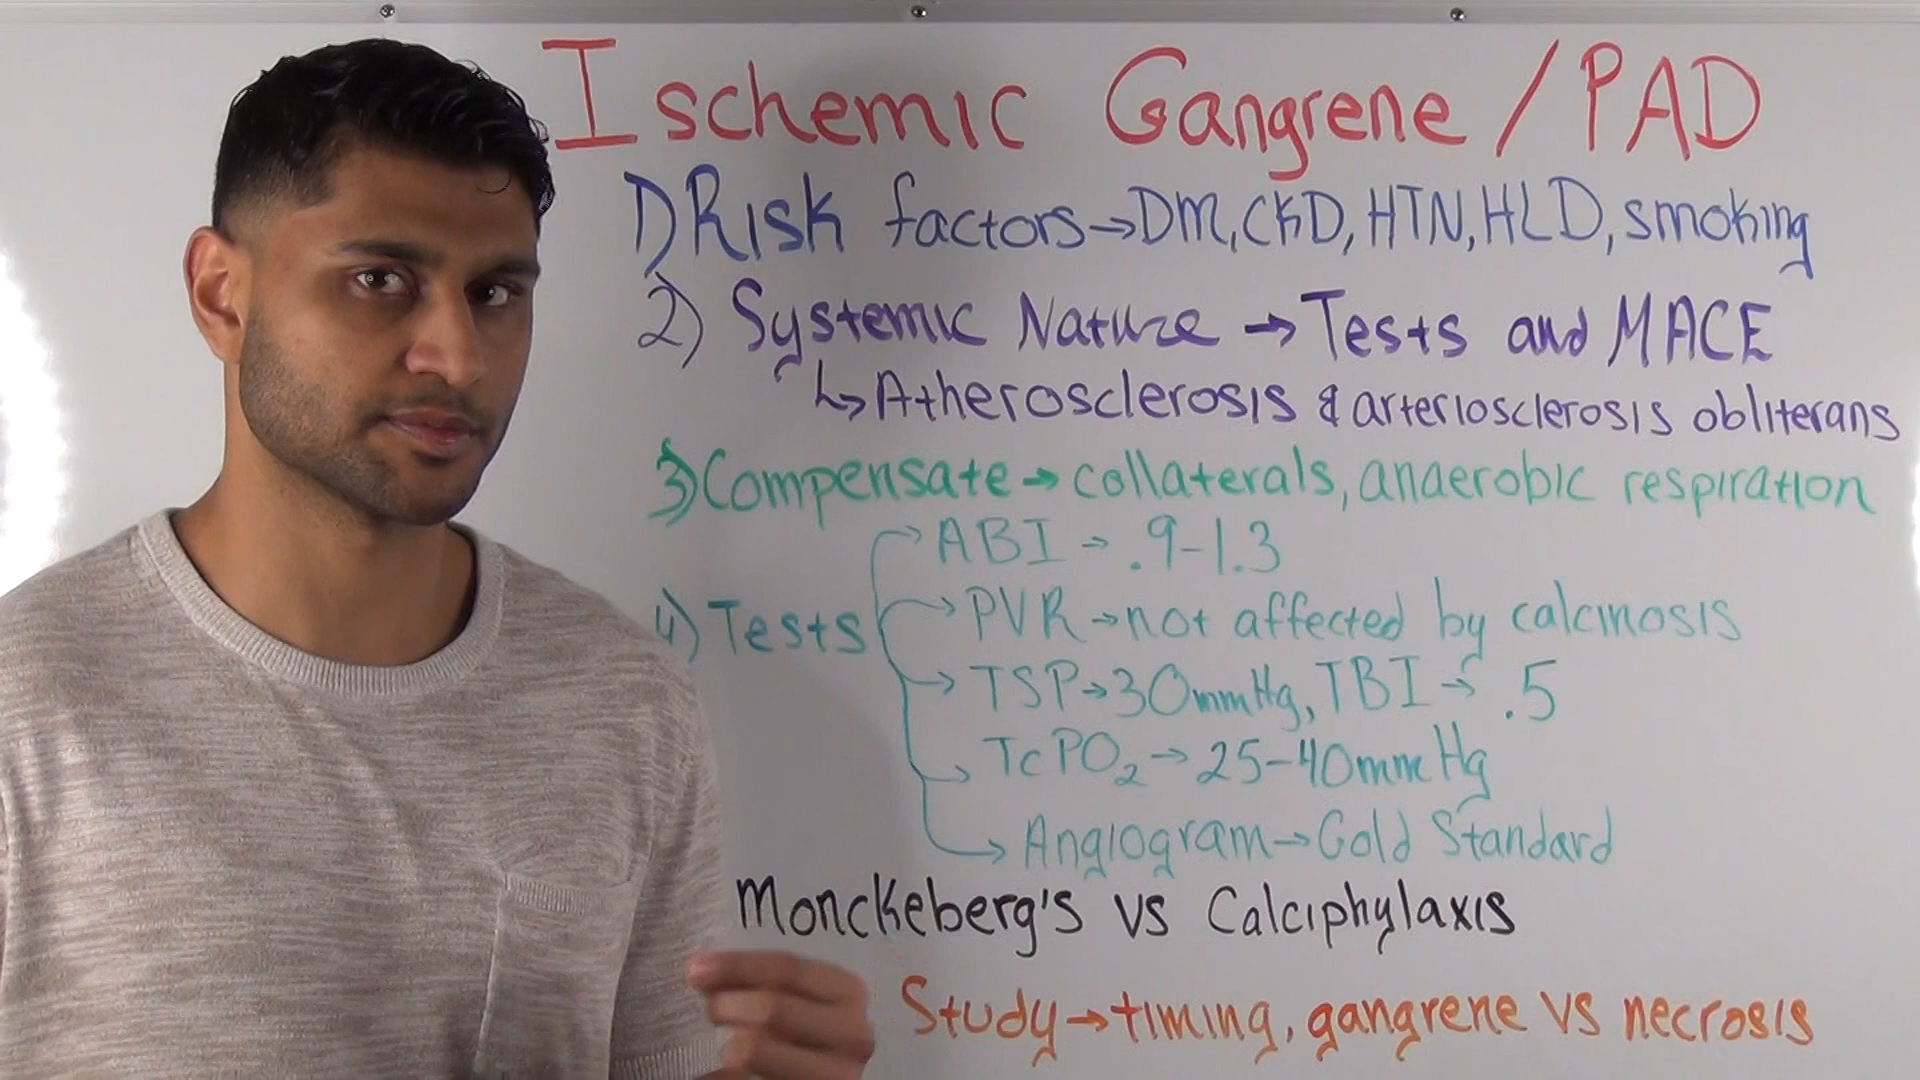 Ischemic Gangrene / PAD
1) Risk factors → DM, CKD, HTN, HLD, smoking
2) Systemic Nature → Tests and MACE
↳ Atherosclerosis & arteriosclerosis obliterans
3) Compensate → collaterals, anaerobic respiration
4) Tests
→ ABI → .9-1.3
→ PVR → not affected by calcinosis
→ TSP → 30mmHg, TBI → .5
→ TcPO₂ → 25-40mmHg
→ Angiogram → Gold Standard
Monckeberg's vs Calciphylaxis
Study → timing, gangrene vs necrosis